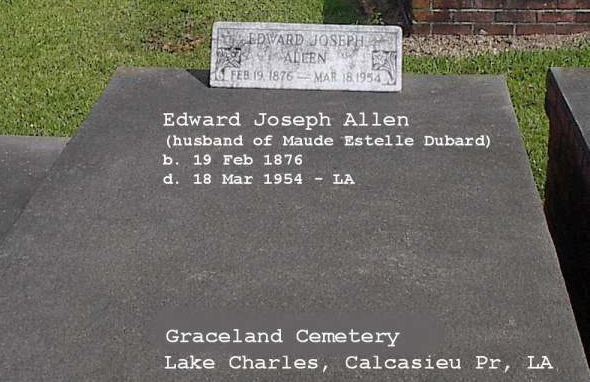 EDWARD JOSEPH
ALLEN
FEB. 19, 1876 — MAR. 18, 1954
Edward Joseph Allen
(husband of Maude Estelle Dubard)
b. 19 Feb 1876
d. 18 Mar 1954 - LA
Graceland Cemetery
Lake Charles, Calcasieu Pr, LA